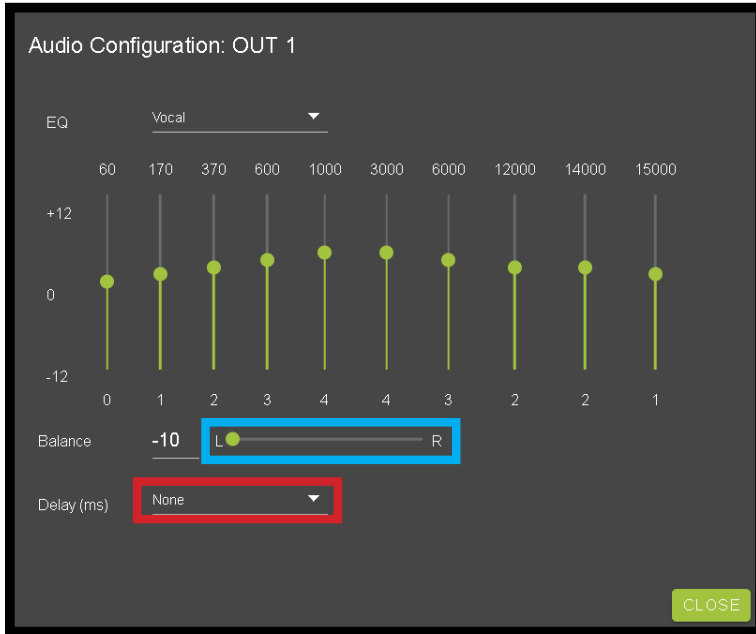 Audio Configuration: OUT 1
EQ Vocal
60 170 370 600 1000 3000 6000 12000 14000 15000
+12
0
-12
0 1 2 3 4 4 3 2 2 1
Balance -10 L R
Delay (ms) None
CLOSE